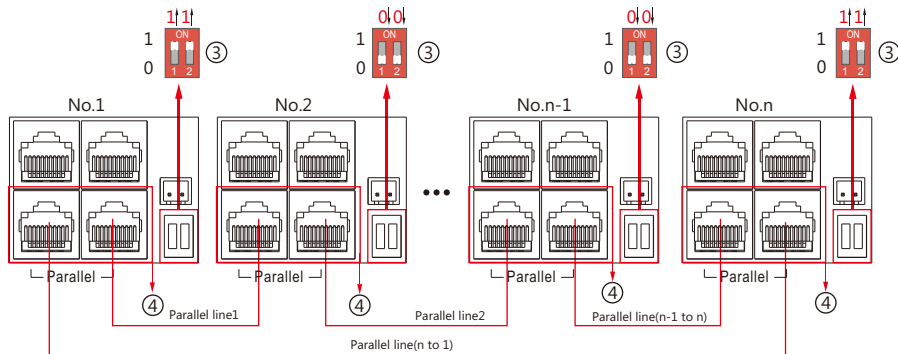 1 1 0 0 0 0 1 1
1 ON ③ 1 ON ③ 1 ON ③ 1 ON ③
0 1 2 0 1 2 0 1 2 0 1 2
No.1 No.2 No.n-1 No.n
•••
Parallel Parallel Parallel Parallel
④ ④ ④ ④
Parallel line1 Parallel line2 Parallel line(n-1 to n)
Parallel line(n to 1)